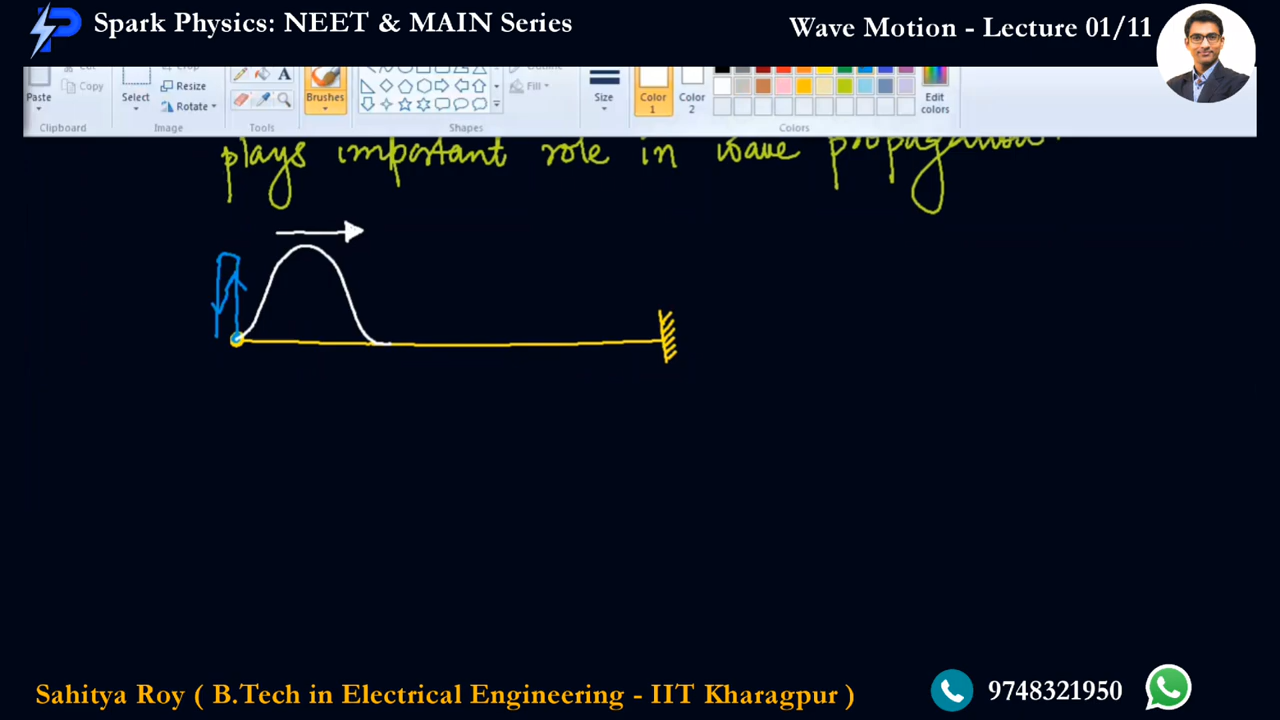 Spark Physics: NEET & MAIN Series
Wave Motion - Lecture 01/11
Paste
Copy
Select
Resize
Rotate
Brushes
Size
Fill
Color 1
Color 2
Edit colors
Clipboard
Image
Tools
Shapes
Colors
plays important role in wave propagation.
Sahitya Roy ( B.Tech in Electrical Engineering - IIT Kharagpur )
9748321950